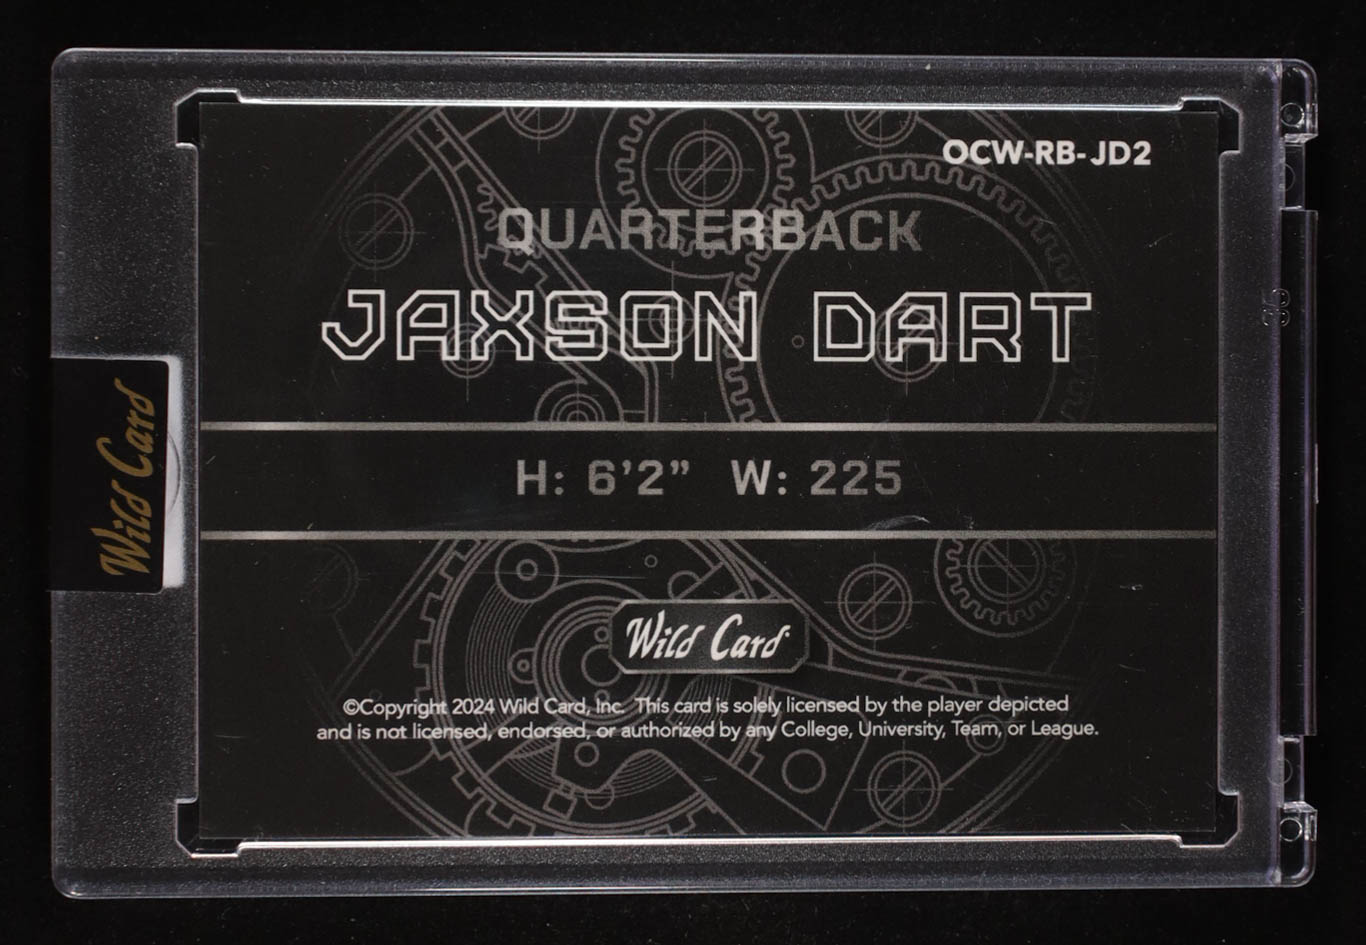 OCW-RB-JD2
QUARTERBACK
JAXSON DART
H: 6'2" W: 225
Wild Card
Wild Card
©Copyright 2024 Wild Card, Inc. This card is solely licensed by the player depicted
and is not licensed, endorsed, or authorized by any College, University, Team, or League.